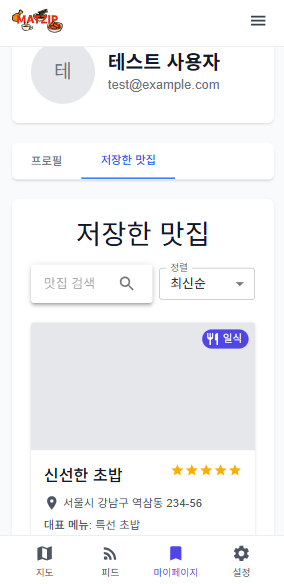 MATZIP
테
테스트 사용자
test@example.com
프로필
저장한 맛집
저장한 맛집
맛집 검색
정렬
최신순
일식
신선한 초밥
서울시 강남구 역삼동 234-56
대표 메뉴: 특선 초밥
지도
피드
마이페이지
설정